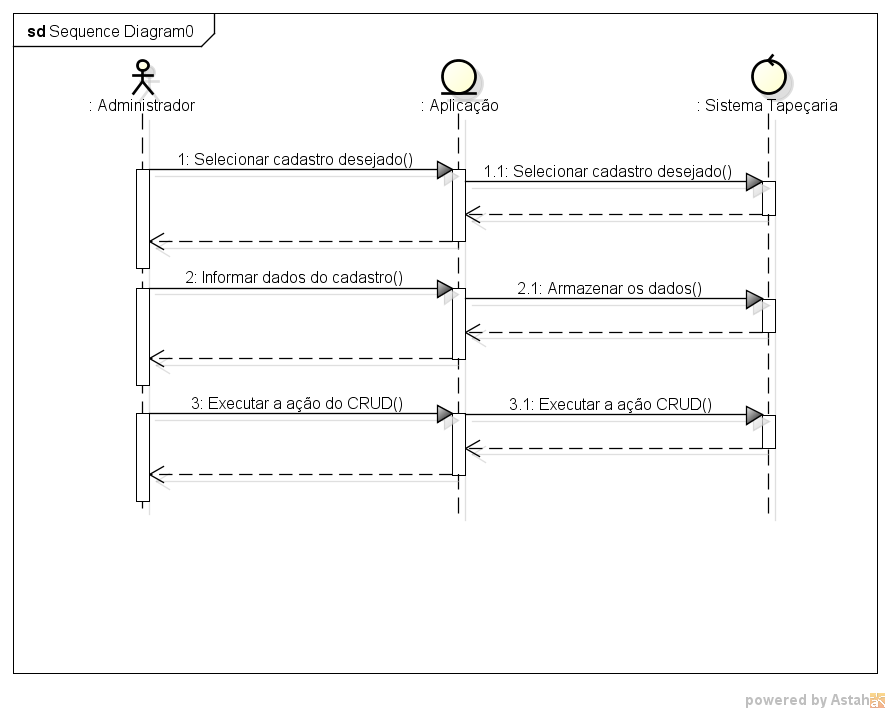 sd Sequence Diagram0
: Administrador
: Aplicação
: Sistema Tapeçaria
1: Selecionar cadastro desejado()
1.1: Selecionar cadastro desejado()
2: Informar dados do cadastro()
2.1: Armazenar os dados()
3: Executar a ação do CRUD()
3.1: Executar a ação CRUD()
powered by Astah